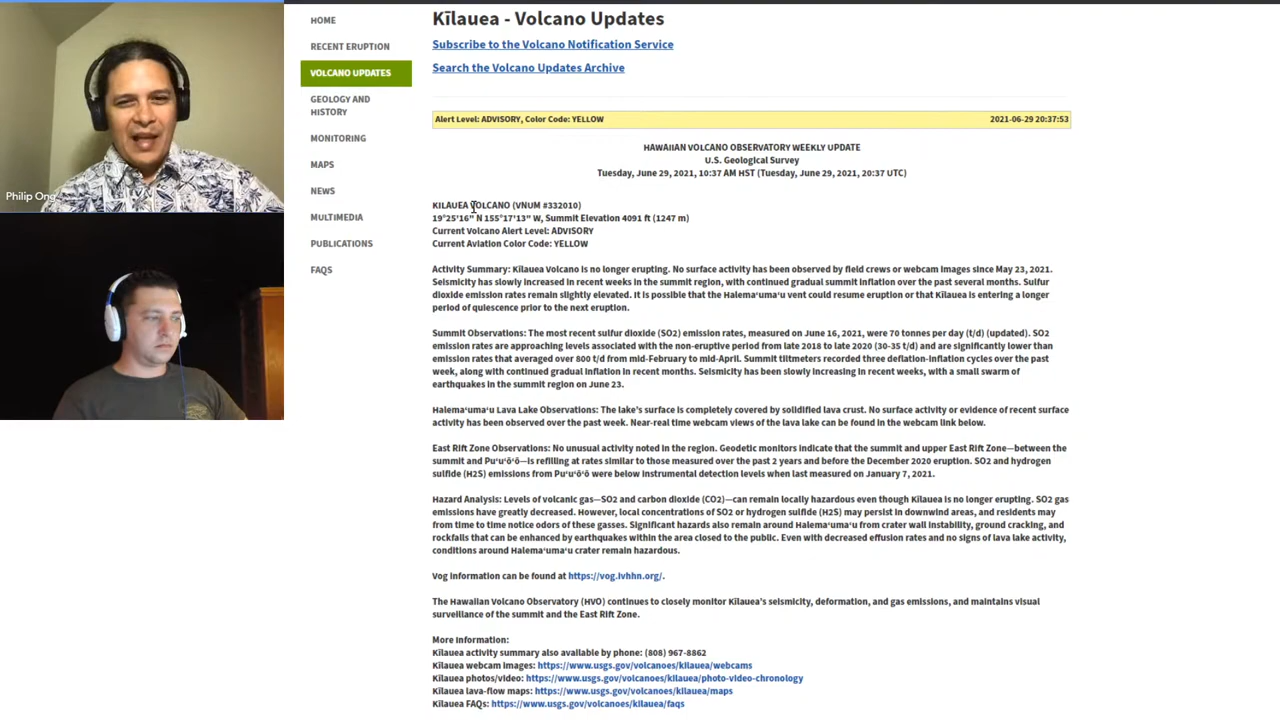 HOME
RECENT ERUPTION
VOLCANO UPDATES
GEOLOGY AND
HISTORY
MONITORING
MAPS
NEWS
MULTIMEDIA
PUBLICATIONS
FAQS
Philip Ong
Kīlauea - Volcano Updates
Subscribe to the Volcano Notification Service
Search the Volcano Updates Archive
Alert Level: ADVISORY, Color Code: YELLOW 2021-06-29 20:37:53
HAWAIIAN VOLCANO OBSERVATORY WEEKLY UPDATE
U.S. Geological Survey
Tuesday, June 29, 2021, 10:37 AM HST (Tuesday, June 29, 2021, 20:37 UTC)
KILAUEA VOLCANO (VNUM #332010)
19°25'16" N 155°17'13" W, Summit Elevation 4091 ft (1247 m)
Current Volcano Alert Level: ADVISORY
Current Aviation Color Code: YELLOW
Activity Summary: Kīlauea Volcano is no longer erupting. No surface activity has been observed by field crews or webcam images since May 23, 2021.
Seismicity has slowly increased in recent weeks in the summit region, with continued gradual summit inflation over the past several months. Sulfur
dioxide emission rates remain slightly elevated. It is possible that the Halemaʻumaʻu vent could resume eruption or that Kīlauea is entering a longer
period of quiescence prior to the next eruption.
Summit Observations: The most recent sulfur dioxide (SO2) emission rates, measured on June 16, 2021, were 70 tonnes per day (t/d) (updated). SO2
emission rates are approaching levels associated with the non-eruptive period from late 2018 to late 2020 (30-35 t/d) and are significantly lower than
emission rates that averaged over 800 t/d from mid-February to mid-April. Summit tiltmeters recorded three deflation-inflation cycles over the past
week, along with continued gradual inflation in recent months. Seismicity has been slowly increasing in recent weeks, with a small swarm of
earthquakes in the summit region on June 23.
Halemaʻumaʻu Lava Lake Observations: The lake's surface is completely covered by solidified lava crust. No surface activity or evidence of recent surface
activity has been observed over the past week. Near-real time webcam views of the lava lake can be found in the webcam link below.
East Rift Zone Observations: No unusual activity noted in the region. Geodetic monitors indicate that the summit and upper East Rift Zone—between the
summit and Puʻuʻōʻō—is refilling at rates similar to those measured over the past 2 years and before the December 2020 eruption. SO2 and hydrogen
sulfide (H2S) emissions from Puʻuʻōʻō were below instrumental detection levels when last measured on January 7, 2021.
Hazard Analysis: Levels of volcanic gas—SO2 and carbon dioxide (CO2)—can remain locally hazardous even though Kīlauea is no longer erupting. SO2 gas
emissions have greatly decreased. However, local concentrations of SO2 or hydrogen sulfide (H2S) may persist in downwind areas, and residents may
from time to time notice odors of these gasses. Significant hazards also remain around Halemaʻumaʻu from crater wall instability, ground cracking, and
rockfalls that can be enhanced by earthquakes within the area closed to the public. Even with decreased effusion rates and no signs of lava lake activity,
conditions around Halemaʻumaʻu crater remain hazardous.
Vog Information can be found at https://vog.ivhhn.org/.
The Hawaiian Volcano Observatory (HVO) continues to closely monitor Kīlauea's seismicity, deformation, and gas emissions, and maintains visual
surveillance of the summit and the East Rift Zone.
More Information:
Kīlauea activity summary also available by phone: (808) 967-8862
Kīlauea webcam images: https://www.usgs.gov/volcanoes/kilauea/webcams
Kīlauea photos/video: https://www.usgs.gov/volcanoes/kilauea/photo-video-chronology
Kīlauea lava-flow maps: https://www.usgs.gov/volcanoes/kilauea/maps
Kīlauea FAQs: https://www.usgs.gov/volcanoes/kilauea/faqs